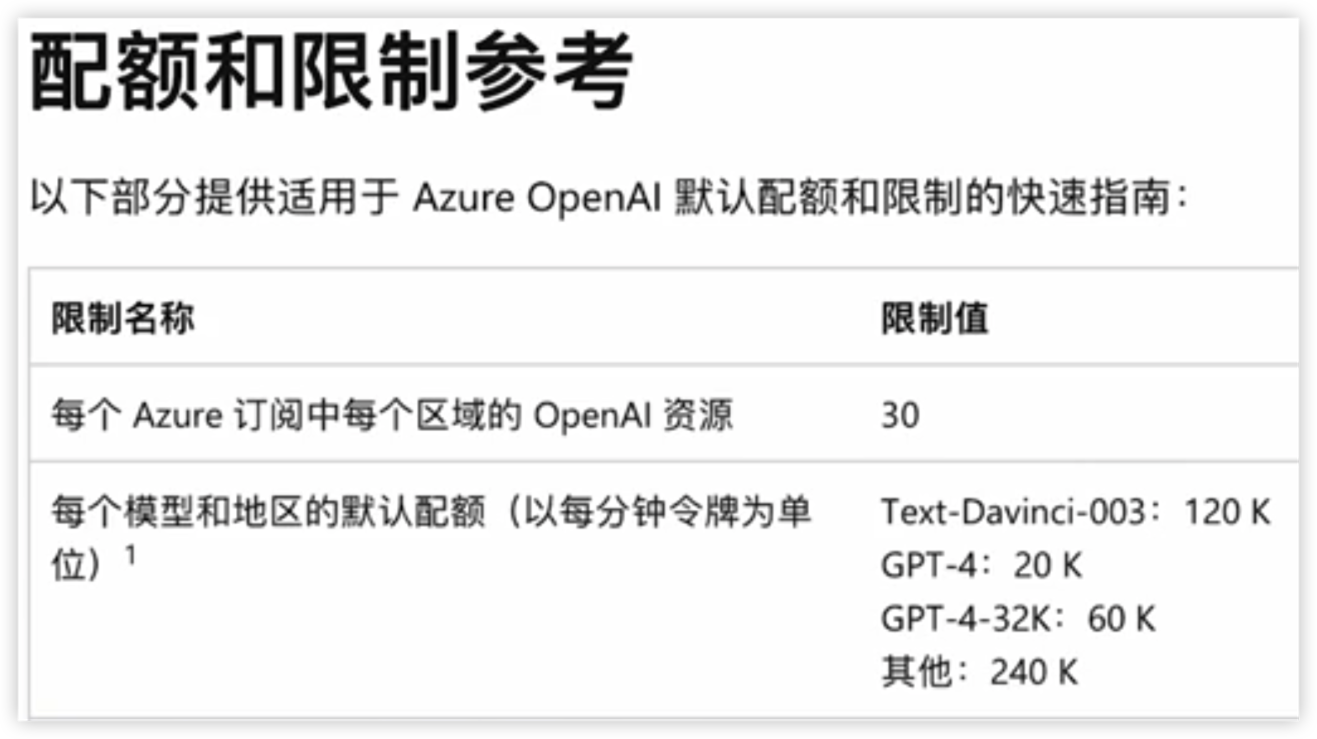 配额和限制参考
以下部分提供适用于 Azure OpenAI 默认配额和限制的快速指南：
限制名称 限制值
每个 Azure 订阅中每个区域的 OpenAI 资源 30
每个模型和地区的默认配额（以每分钟令牌为单 Text-Davinci-003：120 K
位）1 GPT-4：20 K
GPT-4-32K：60 K
其他：240 K